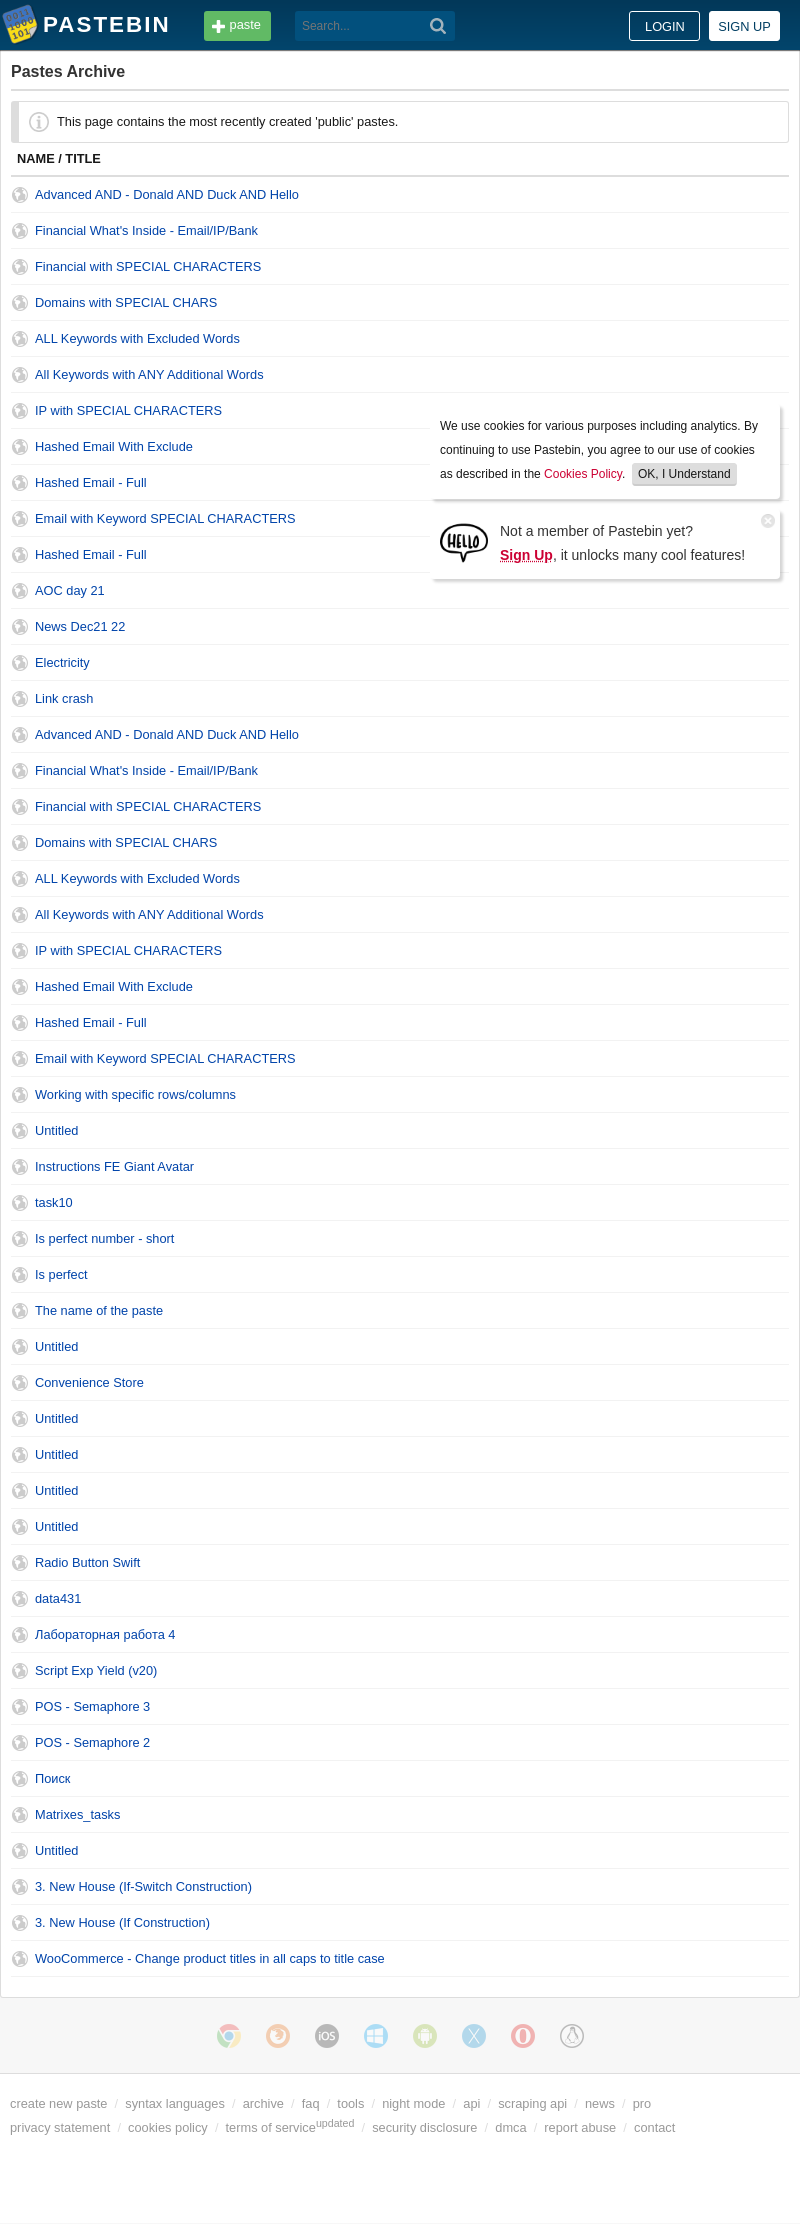 PASTEBIN
paste
Search...
LOGIN
SIGN UP
Pastes Archive
This page contains the most recently created 'public' pastes.
NAME / TITLE
Advanced AND - Donald AND Duck AND Hello
Financial What's Inside - Email/IP/Bank
Financial with SPECIAL CHARACTERS
Domains with SPECIAL CHARS
ALL Keywords with Excluded Words
All Keywords with ANY Additional Words
IP with SPECIAL CHARACTERS
Hashed Email With Exclude
Hashed Email - Full
Email with Keyword SPECIAL CHARACTERS
Hashed Email - Full
We use cookies for various purposes including analytics. By
continuing to use Pastebin, you agree to our use of cookies
as described in the Cookies Policy. OK, I Understand
HELLO
Not a member of Pastebin yet?
Sign Up, it unlocks many cool features!
AOC day 21
News Dec21 22
Electricity
Link crash
Advanced AND - Donald AND Duck AND Hello
Financial What's Inside - Email/IP/Bank
Financial with SPECIAL CHARACTERS
Domains with SPECIAL CHARS
ALL Keywords with Excluded Words
All Keywords with ANY Additional Words
IP with SPECIAL CHARACTERS
Hashed Email With Exclude
Hashed Email - Full
Email with Keyword SPECIAL CHARACTERS
Working with specific rows/columns
Untitled
Instructions FE Giant Avatar
task10
Is perfect number - short
Is perfect
The name of the paste
Untitled
Convenience Store
Untitled
Untitled
Untitled
Untitled
Radio Button Swift
data431
Лабораторная работа 4
Script Exp Yield (v20)
POS - Semaphore 3
POS - Semaphore 2
Поиск
Matrixes_tasks
Untitled
3. New House (If-Switch Construction)
3. New House (If Construction)
WooCommerce - Change product titles in all caps to title case
iOS
create new paste / syntax languages / archive / faq / tools / night mode / api / scraping api / news / pro
privacy statement / cookies policy / terms of service updated / security disclosure / dmca / report abuse / contact